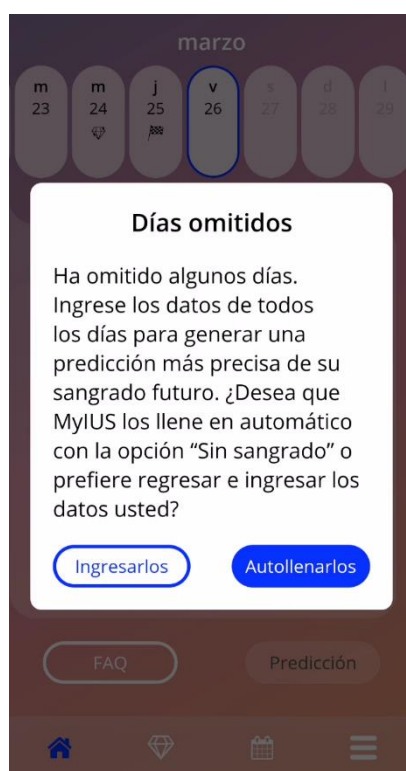 marzo
m m j v s d l
23 24 25 26 27 28 29
Días omitidos
Ha omitido algunos días.
Ingrese los datos de todos
los días para generar una
predicción más precisa de su
sangrado futuro. ¿Desea que
MyIUS los llene en automático
con la opción “Sin sangrado” o
prefiere regresar e ingresar los
datos usted?
Ingresarlos Autollenarlos
FAQ Predicción